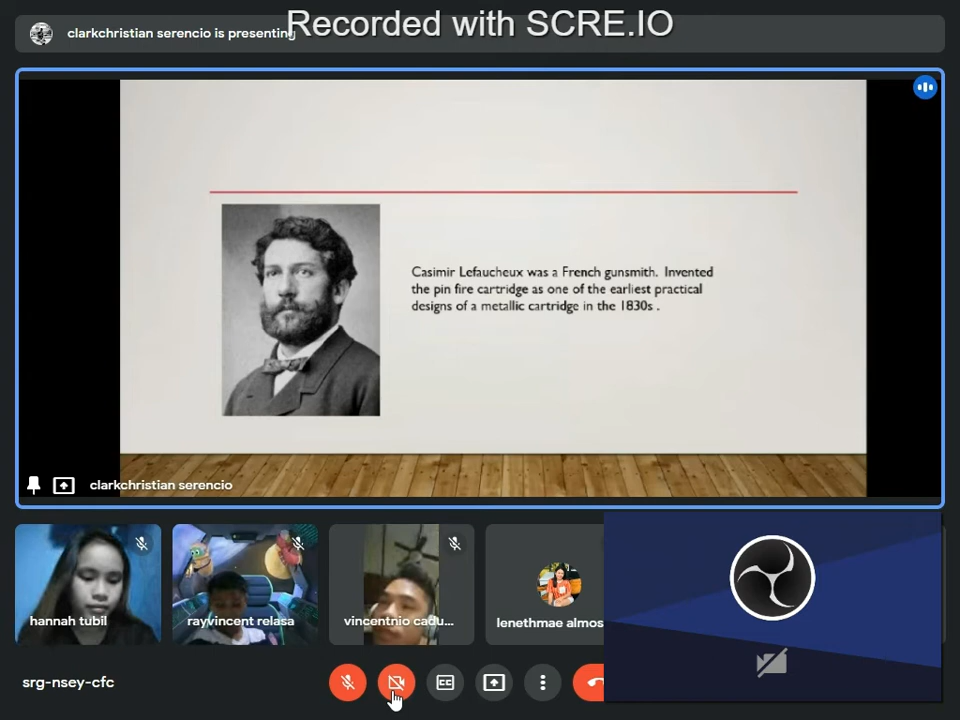 clarkchristian serencio is presenting
Recorded with SCRE.IO
Casimir Lefaucheux was a French gunsmith. Invented
the pin fire cartridge as one of the earliest practical
designs of a metallic cartridge in the 1830s .
clarkchristian serencio
hannah tubil
rayvincent relasa
vincentnio cadu...
lenethmae almos
srg-nsey-cfc
CC